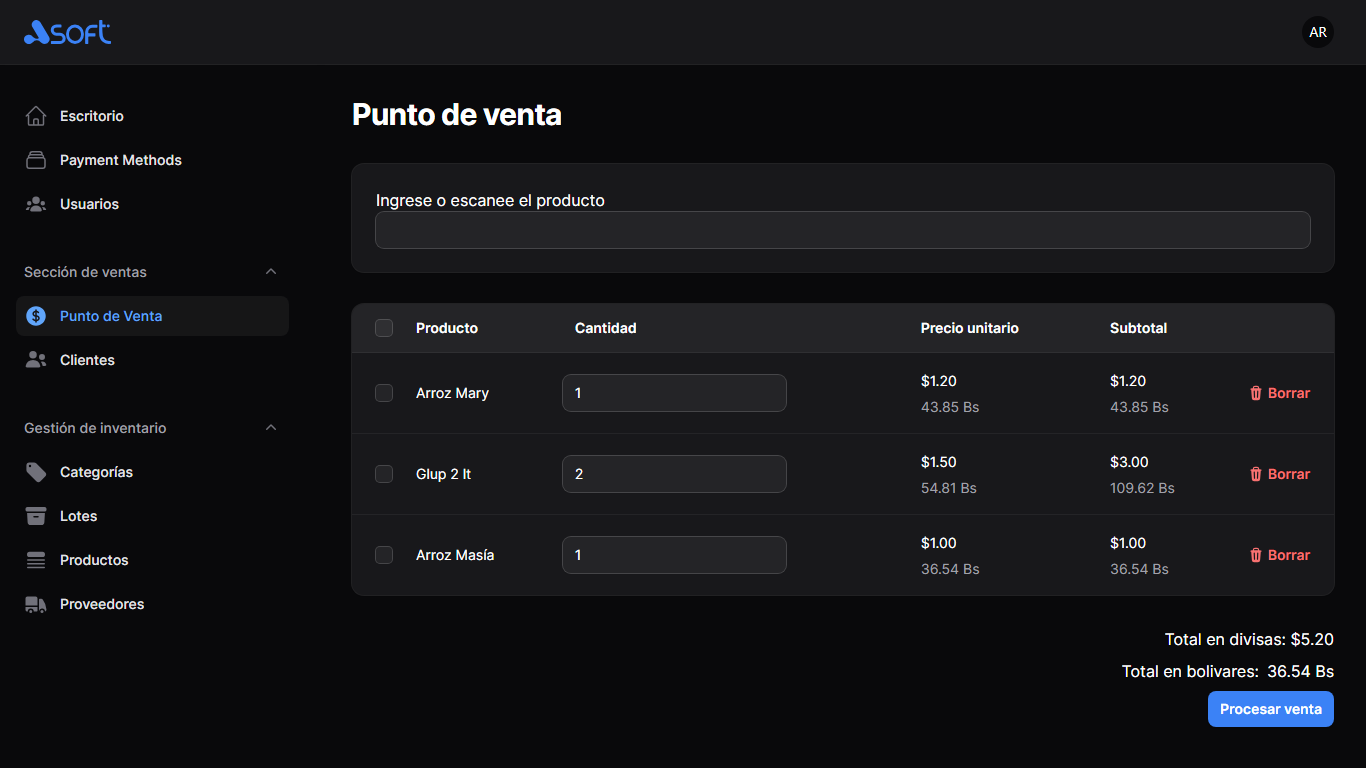 Asoft
AR
Escritorio
Payment Methods
Usuarios
Sección de ventas
Punto de Venta
Clientes
Gestión de inventario
Categorías
Lotes
Productos
Proveedores
Punto de venta
Ingrese o escanee el producto
Producto Cantidad Precio unitario Subtotal
Arroz Mary 1 $1.20 $1.20 Borrar
43.85 Bs 43.85 Bs
Glup 2 lt 2 $1.50 $3.00 Borrar
54.81 Bs 109.62 Bs
Arroz Masía 1 $1.00 $1.00 Borrar
36.54 Bs 36.54 Bs
Total en divisas: $5.20
Total en bolivares: 36.54 Bs
Procesar venta